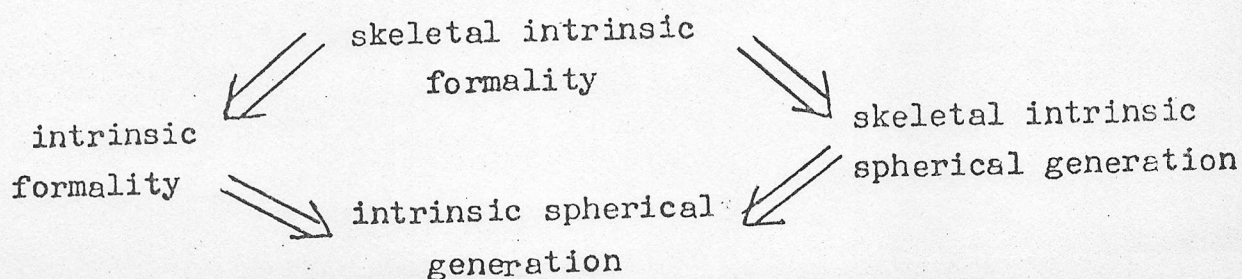 skeletal intrinsic
formality
intrinsic
formality
skeletal intrinsic
spherical generation
intrinsic spherical
generation